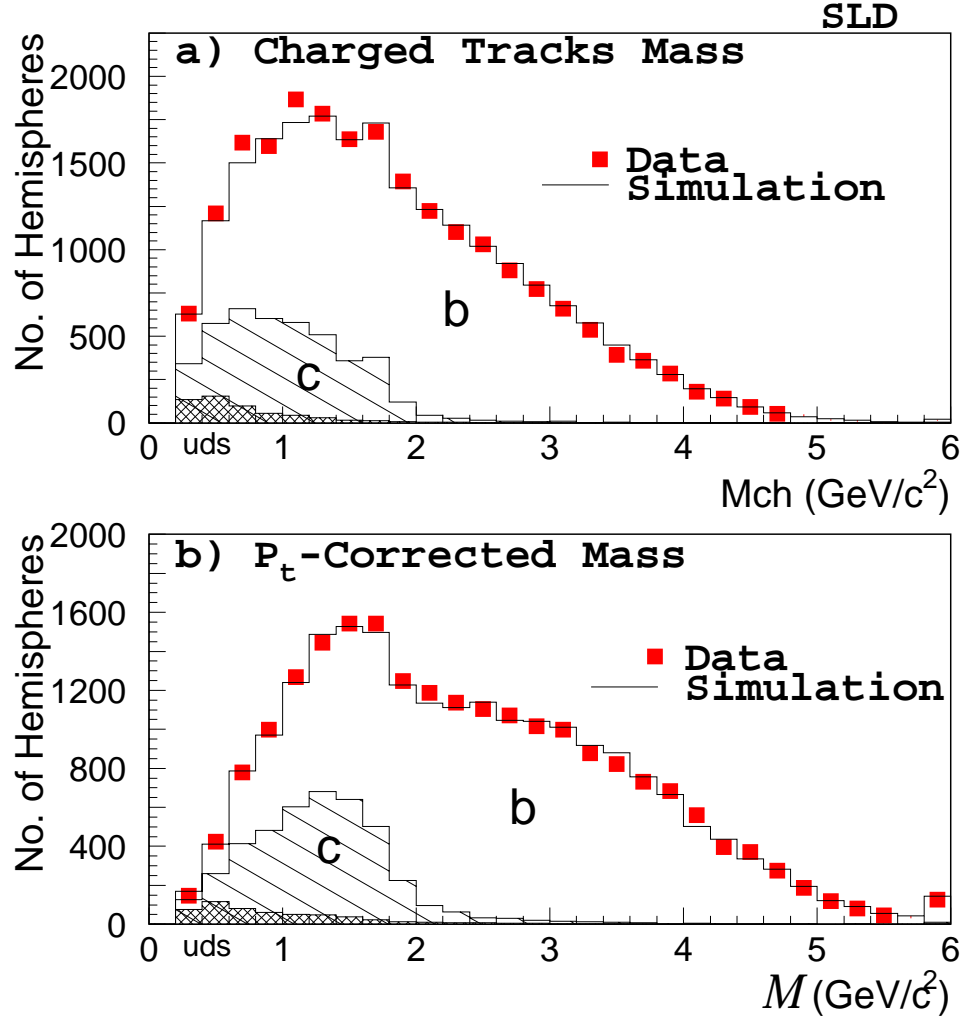 SLD
a) Charged Tracks Mass
No. of Hemispheres
2000
1500
1000
500
0
Data
Simulation
b
c
uds
0 1 2 3 4 5 6
Mch (GeV/c²)
b) Pₜ-Corrected Mass
No. of Hemispheres
2000
1600
1200
800
400
0
Data
Simulation
b
c
uds
0 1 2 3 4 5 6
M (GeV/c²)